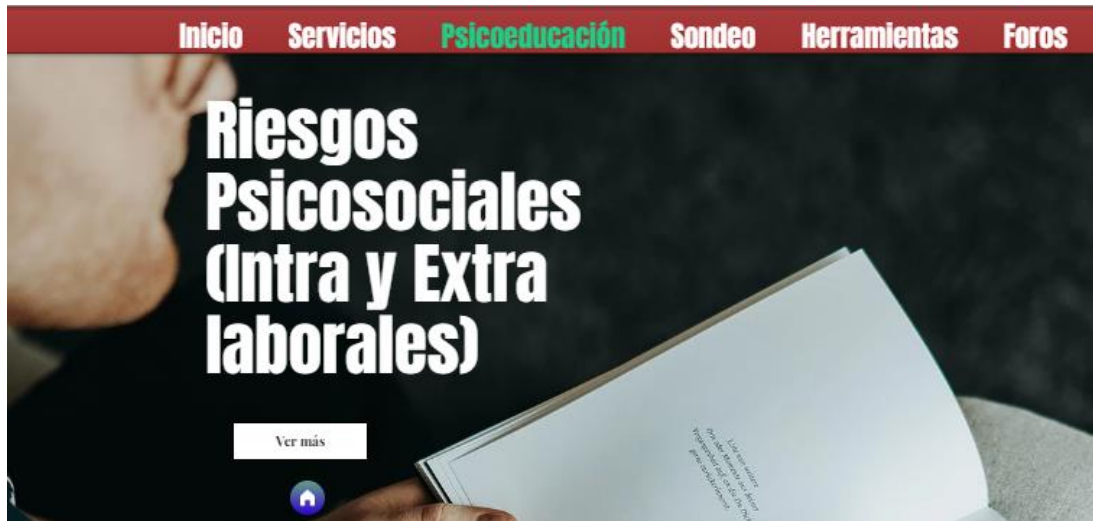 Inicio Servicios Psicoeducación Sondeo Herramientas Foros
Riesgos
Psicosociales
(Intra y Extra
laborales)
Ver más